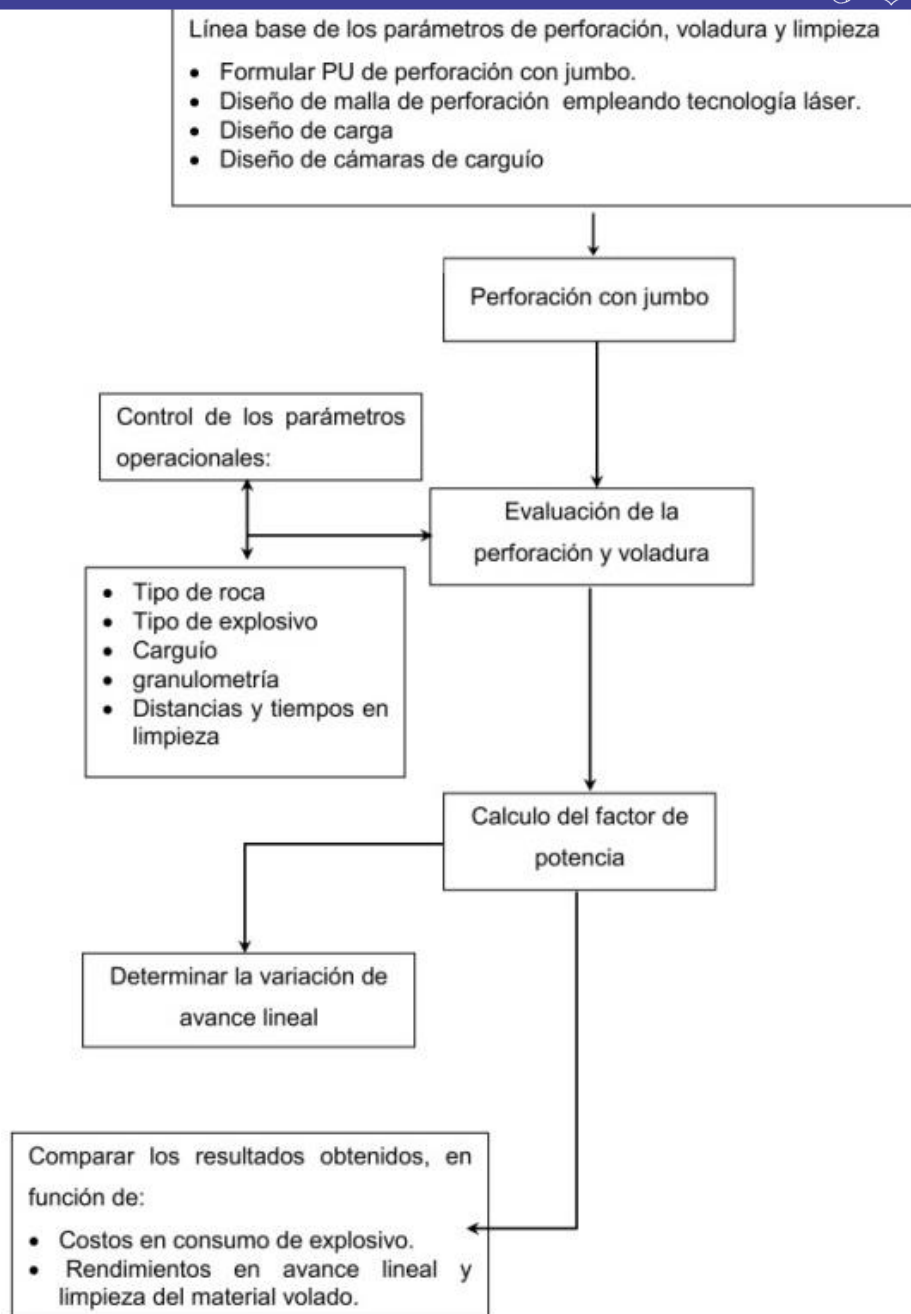 Línea base de los parámetros de perforación, voladura y limpieza
• Formular PU de perforación con jumbo.
• Diseño de malla de perforación empleando tecnología láser.
• Diseño de carga
• Diseño de cámaras de carguío
Perforación con jumbo
Control de los parámetros
operacionales:
Evaluación de la
perforación y voladura
• Tipo de roca
• Tipo de explosivo
• Carguío
• granulometría
• Distancias y tiempos en
limpieza
Calculo del factor de
potencia
Determinar la variación de
avance lineal
Comparar los resultados obtenidos, en
función de:
• Costos en consumo de explosivo.
• Rendimientos en avance lineal y
limpieza del material volado.